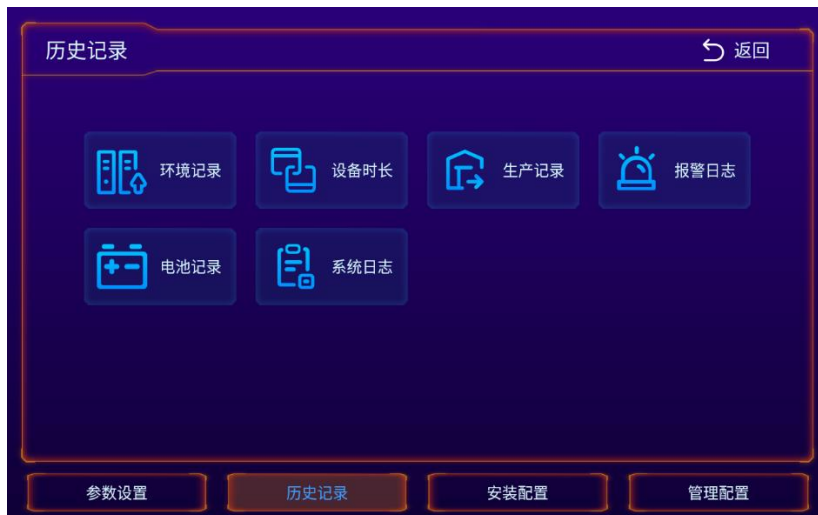 历史记录
返回
环境记录
设备时长
生产记录
报警日志
电池记录
系统日志
参数设置
历史记录
安装配置
管理配置